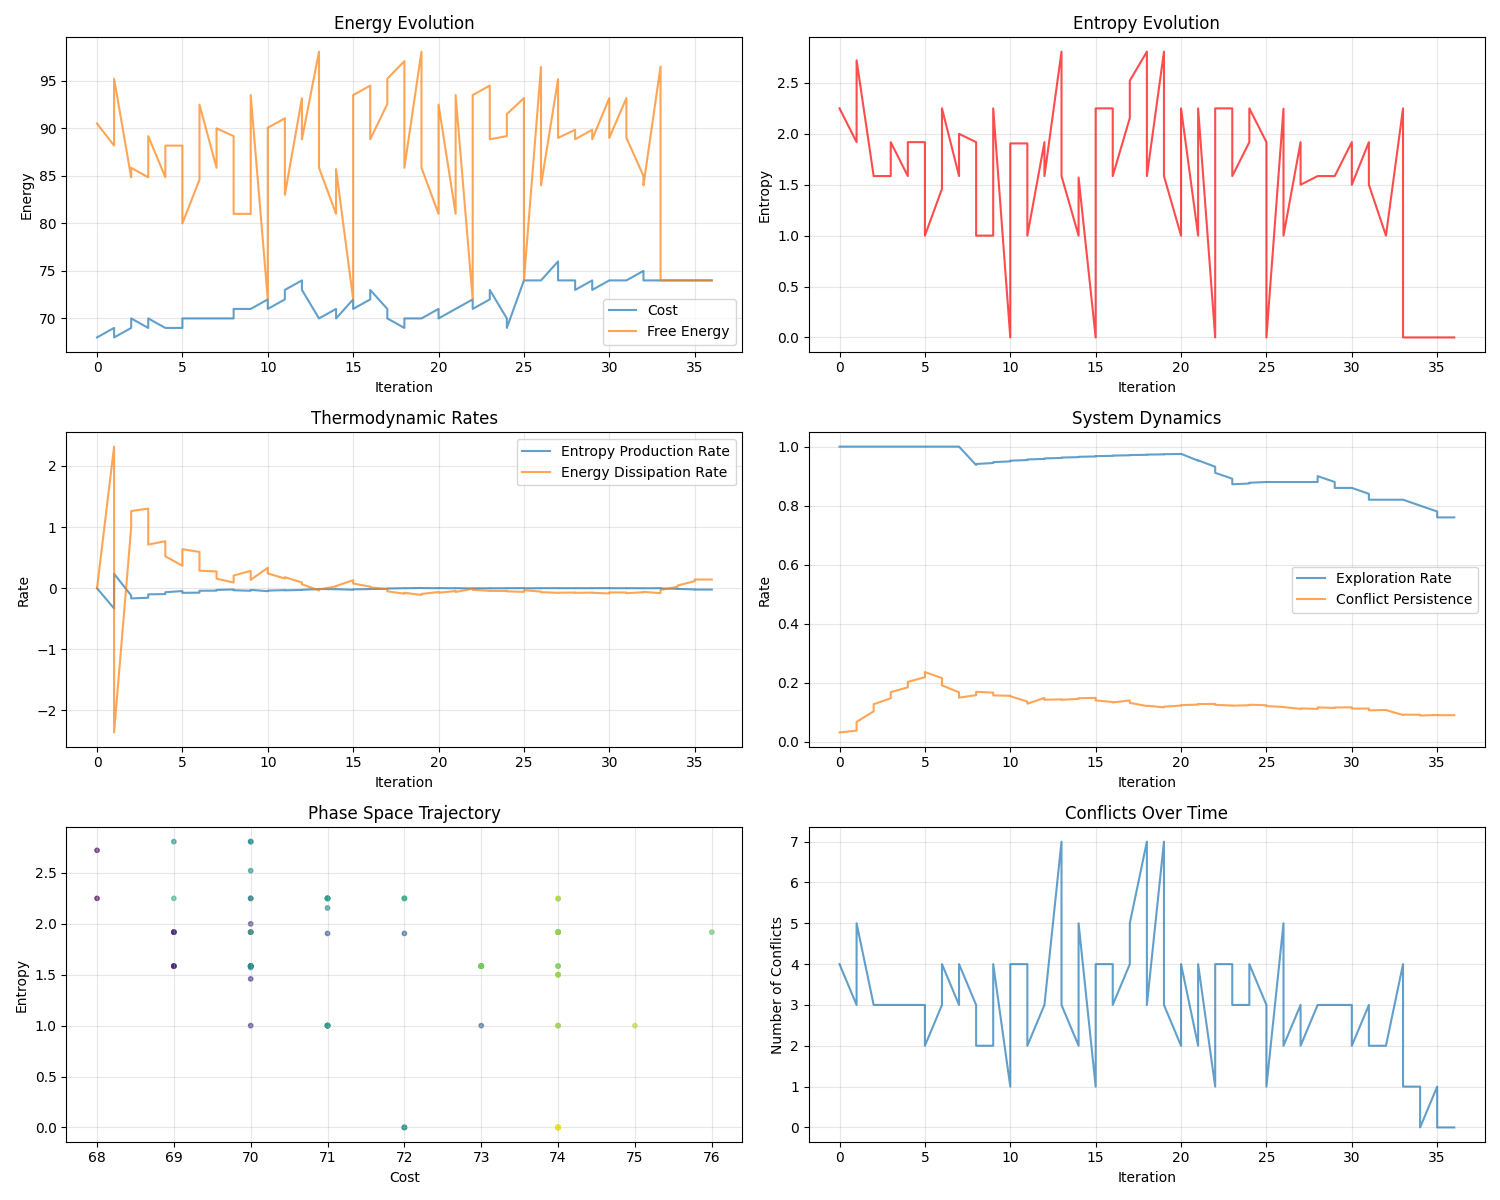 Energy Evolution
Energy
95
90
85
80
75
70
0 5 10 15 20 25 30 35
Iteration
Cost
Free Energy
Entropy Evolution
Entropy
2.5
2.0
1.5
1.0
0.5
0.0
0 5 10 15 20 25 30 35
Iteration
Thermodynamic Rates
Rate
2
1
0
−1
−2
0 5 10 15 20 25 30 35
Iteration
Entropy Production Rate
Energy Dissipation Rate
System Dynamics
Rate
1.0
0.8
0.6
0.4
0.2
0.0
0 5 10 15 20 25 30 35
Iteration
Exploration Rate
Conflict Persistence
Phase Space Trajectory
Entropy
2.5
2.0
1.5
1.0
0.5
0.0
68 69 70 71 72 73 74 75 76
Cost
Conflicts Over Time
Number of Conflicts
7
6
5
4
3
2
1
0
0 5 10 15 20 25 30 35
Iteration